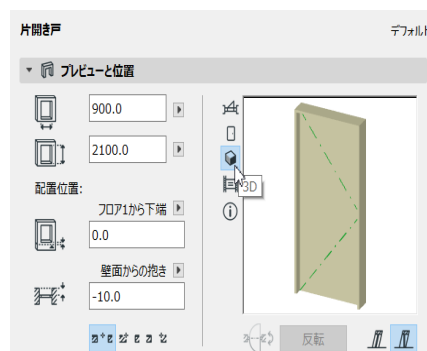 片開き戸
デフォルト
プレビューと位置
900.0
2100.0
3D
配置位置:
フロア1から下端
0.0
壁面からの抱き
-10.0
反転